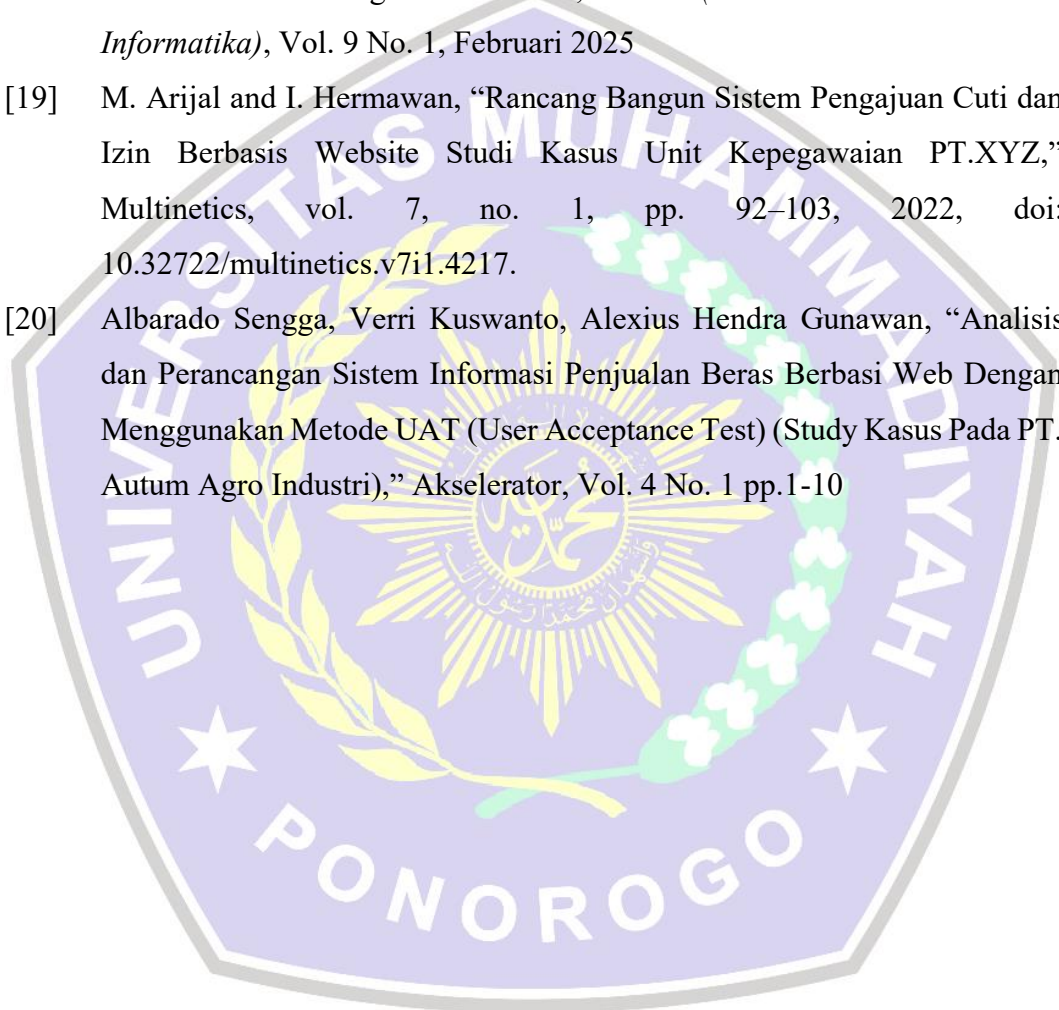 Informatika), Vol. 9 No. 1, Februari 2025
[19] M. Arijal and I. Hermawan, “Rancang Bangun Sistem Pengajuan Cuti dan
Izin Berbasis Website Studi Kasus Unit Kepegawaian PT.XYZ,”
Multinetics, vol. 7, no. 1, pp. 92–103, 2022, doi:
10.32722/multinetics.v7i1.4217.
[20] Albarado Sengga, Verri Kuswanto, Alexius Hendra Gunawan, “Analisis
dan Perancangan Sistem Informasi Penjualan Beras Berbasi Web Dengan
Menggunakan Metode UAT (User Acceptance Test) (Study Kasus Pada PT.
Autum Agro Industri),” Akselerator, Vol. 4 No. 1 pp.1-10
UNIVERSITAS MUHAMMADIYAH
PONOROGO